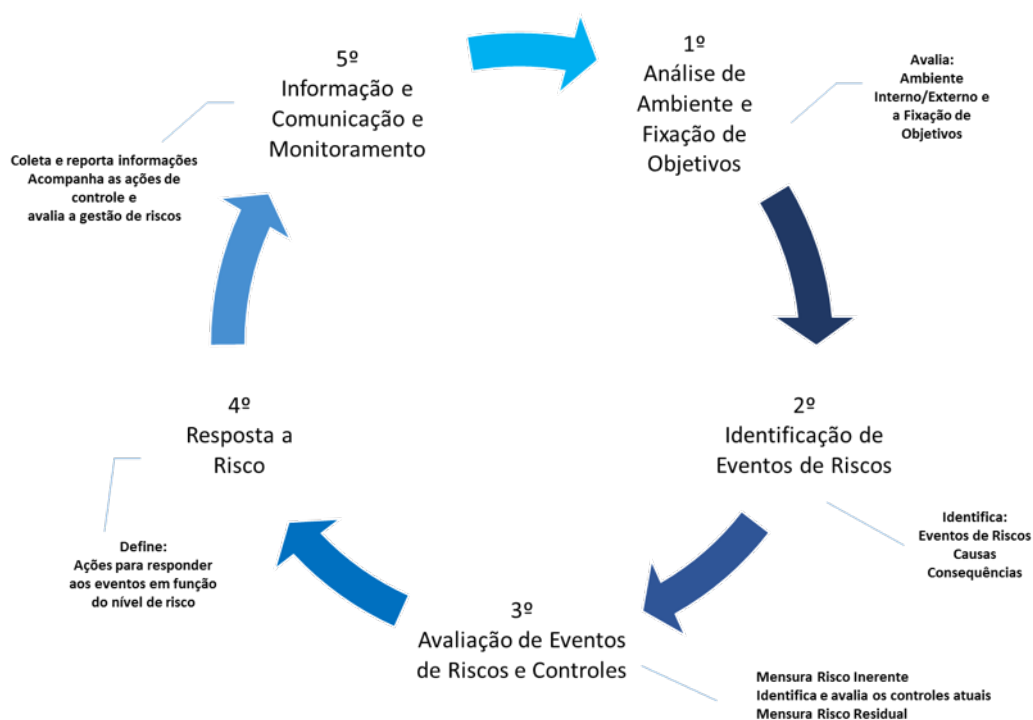 1º
Análise de
Ambiente e
Fixação de
Objetivos
Avalia:
Ambiente
Interno/Externo e
a Fixação de
Objetivos
2º
Identificação de
Eventos de Riscos
Identifica:
Eventos de Riscos
Causas
Consequências
3º
Avaliação de Eventos
de Riscos e Controles
Mensura Risco Inerente
Identifica e avalia os controles atuais
Mensura Risco Residual
4º
Resposta a
Risco
Define:
Ações para responder
aos eventos em função
do nível de risco
5º
Informação e
Comunicação e
Monitoramento
Coleta e reporta informações
Acompanha as ações de
controle e
avalia a gestão de riscos